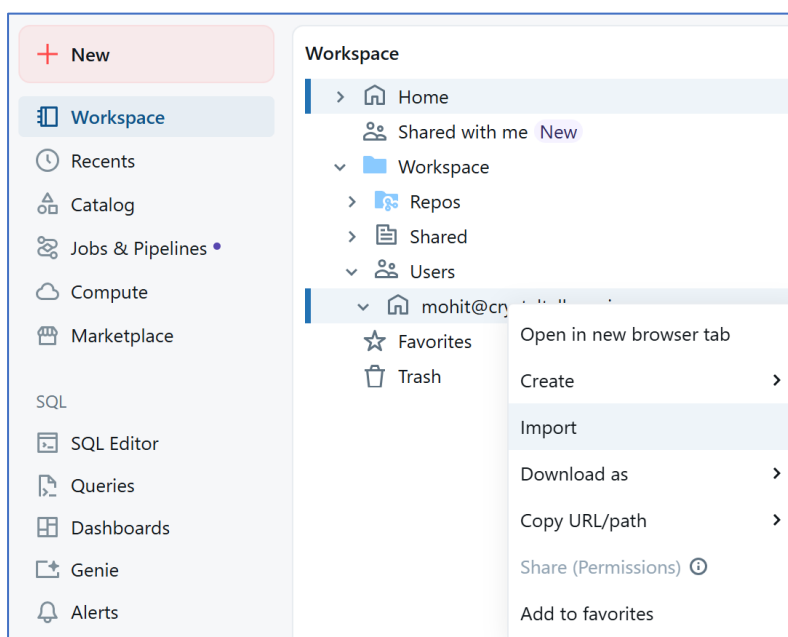 New
Workspace
Recents
Catalog
Jobs & Pipelines
Compute
Marketplace
SQL
SQL Editor
Queries
Dashboards
Genie
Alerts
Workspace
Home
Shared with me New
Workspace
Repos
Shared
Users
Favorites
Trash
Open in new browser tab
Create
Import
Download as
Copy URL/path
Share (Permissions)
Add to favorites